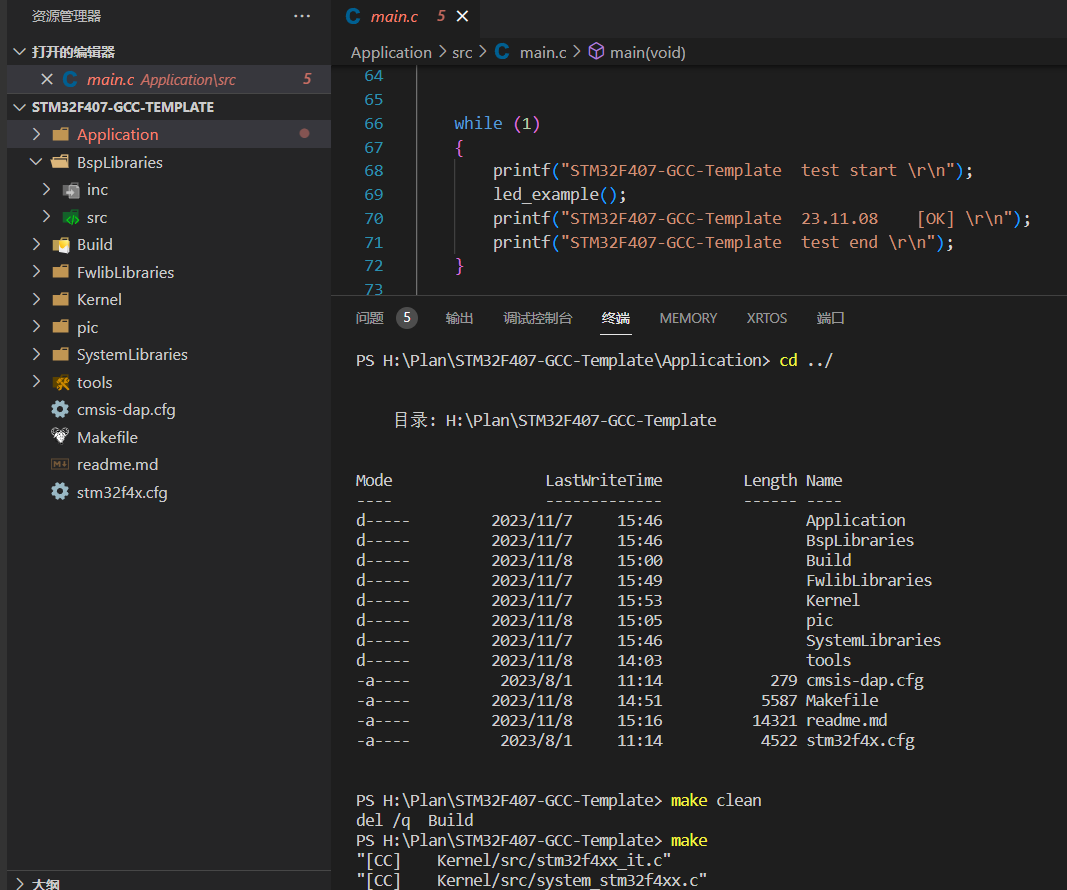 资源管理器 ···
打开的编辑器
main.c Application\src 5
STM32F407-GCC-TEMPLATE
Application
BspLibraries
inc
src
Build
FwlibLibraries
Kernel
pic
SystemLibraries
tools
cmsis-dap.cfg
Makefile
readme.md
stm32f4x.cfg
大纲
C main.c 5
Application > src > C main.c > main(void)
64
65
66 while (1)
67 {
68 printf("STM32F407-GCC-Template  test start \r\n");
69 led_example();
70 printf("STM32F407-GCC-Template  23.11.08    [OK] \r\n");
71 printf("STM32F407-GCC-Template  test end \r\n");
72 }
73
问题 5 输出 调试控制台 终端 MEMORY XRTOS 端口
PS H:\Plan\STM32F407-GCC-Template\Application> cd ../
目录: H:\Plan\STM32F407-GCC-Template
Mode LastWriteTime Length Name
---- ------------- ------ ----
d----- 2023/11/7 15:46 Application
d----- 2023/11/7 15:46 BspLibraries
d----- 2023/11/8 15:00 Build
d----- 2023/11/7 15:49 FwlibLibraries
d----- 2023/11/7 15:53 Kernel
d----- 2023/11/8 15:05 pic
d----- 2023/11/7 15:46 SystemLibraries
d----- 2023/11/8 14:03 tools
-a---- 2023/8/1 11:14 279 cmsis-dap.cfg
-a---- 2023/11/8 14:51 5587 Makefile
-a---- 2023/11/8 15:16 14321 readme.md
-a---- 2023/8/1 11:14 4522 stm32f4x.cfg
PS H:\Plan\STM32F407-GCC-Template> make clean
del /q  Build
PS H:\Plan\STM32F407-GCC-Template> make
"[CC]    Kernel/src/stm32f4xx_it.c"
"[CC]    Kernel/src/system_stm32f4xx.c"